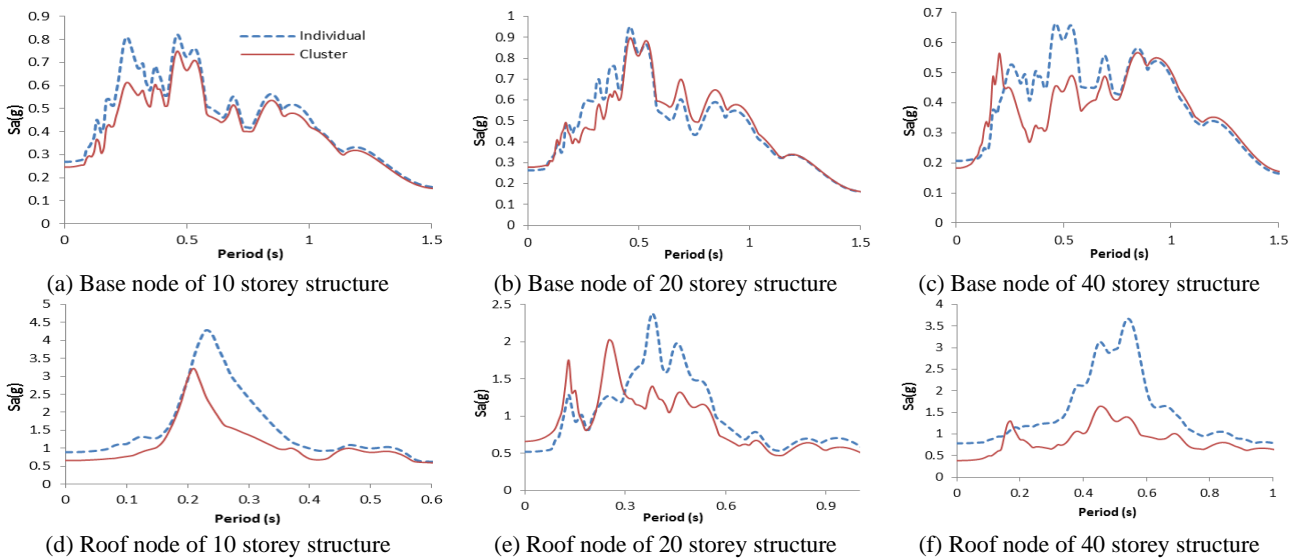 0.9
0.8
0.7
0.6
0.5
0.4
0.3
0.2
0.1
0
Sa(g)
0 0.5 1 1.5
Period (s)
Individual
Cluster
(a) Base node of 10 storey structure
1
0.9
0.8
0.7
0.6
0.5
0.4
0.3
0.2
0.1
0
Sa(g)
0 0.5 1 1.5
Period (s)
(b) Base node of 20 storey structure
0.7
0.6
0.5
0.4
0.3
0.2
0.1
0
Sa(g)
0 0.5 1 1.5
Period (s)
(c) Base node of 40 storey structure
5
4.5
4
3.5
3
2.5
2
1.5
1
0.5
0
Sa(g)
0 0.1 0.2 0.3 0.4 0.5 0.6
Period (s)
(d) Roof node of 10 storey structure
2.5
2
1.5
1
0.5
0
Sa(g)
0 0.3 0.6 0.9
Period (s)
(e) Roof node of 20 storey structure
4
3.5
3
2.5
2
1.5
1
0.5
0
Sa(g)
0 0.2 0.4 0.6 0.8 1
Period (s)
(f) Roof node of 40 storey structure